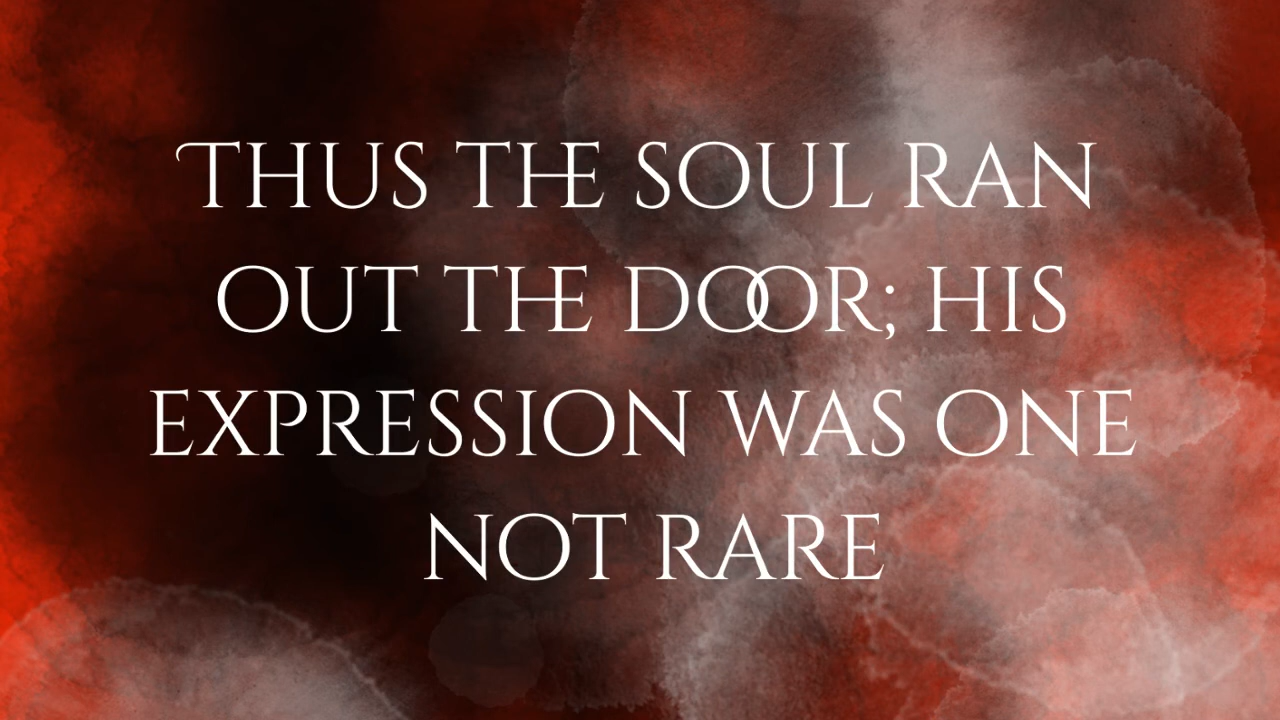 THUS THE SOUL RAN
OUT THE DOOR; HIS
EXPRESSION WAS ONE
NOT RARE